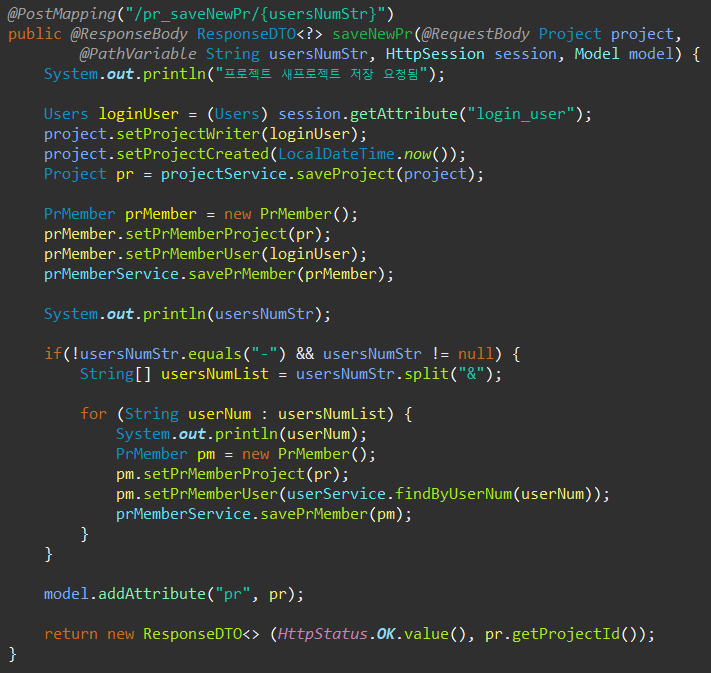 @PostMapping("/pr_saveNewPr/{usersNumStr}")
public @ResponseBody ResponseDTO<?> saveNewPr(@RequestBody Project project,
        @PathVariable String usersNumStr, HttpSession session, Model model) {
    System.out.println("프로젝트 새프로젝트 저장 요청됨");

    Users loginUser = (Users) session.getAttribute("login_user");
    project.setProjectWriter(loginUser);
    project.setProjectCreated(LocalDateTime.now());
    Project pr = projectService.saveProject(project);

    PrMember prMember = new PrMember();
    prMember.setPrMemberProject(pr);
    prMember.setPrMemberUser(loginUser);
    prMemberService.savePrMember(prMember);

    System.out.println(usersNumStr);

    if(!usersNumStr.equals("-") && usersNumStr != null) {
        String[] usersNumList = usersNumStr.split("&");

        for (String userNum : usersNumList) {
            System.out.println(userNum);
            PrMember pm = new PrMember();
            pm.setPrMemberProject(pr);
            pm.setPrMemberUser(userService.findByUserNum(userNum));
            prMemberService.savePrMember(pm);
        }
    }

    model.addAttribute("pr", pr);

    return new ResponseDTO<> (HttpStatus.OK.value(), pr.getProjectId());
}